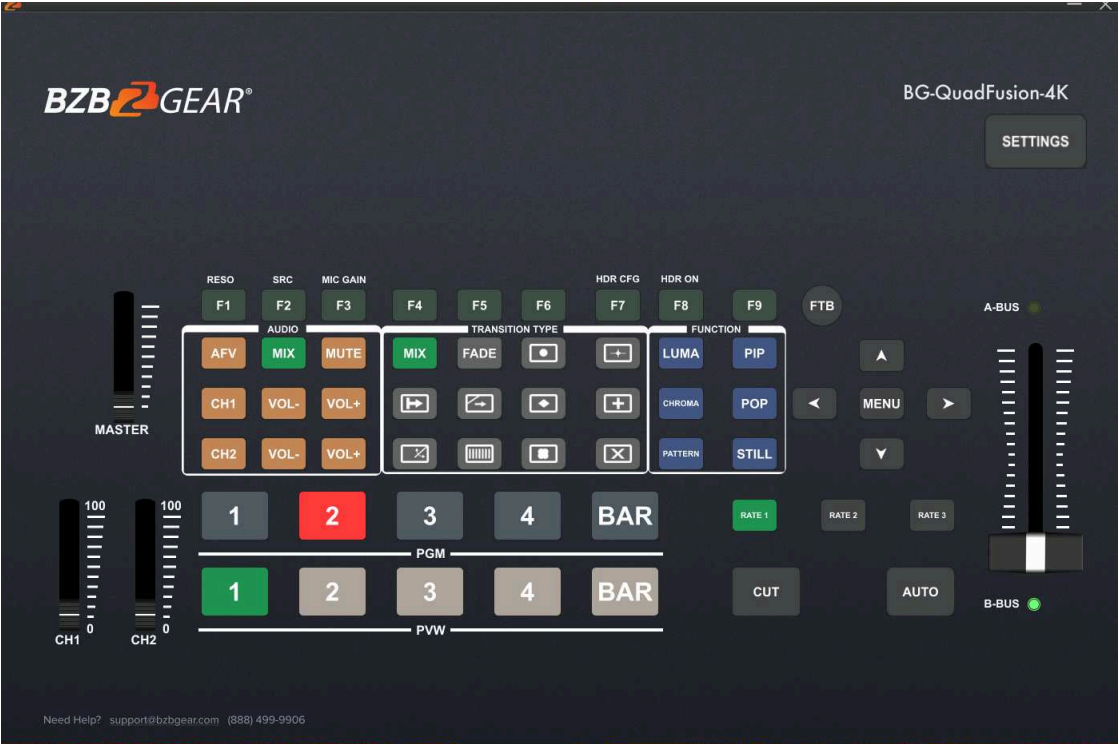 BZB GEAR®
BG-QuadFusion-4K
SETTINGS
RESO SRC MIC GAIN HDR CFG HDR ON
F1 F2 F3 F4 F5 F6 F7 F8 F9 FTB
A-BUS
AUDIO TRANSITION TYPE FUNCTION
AFV MIX MUTE MIX FADE LUMA PIP
CH1 VOL- VOL+ CHROMA POP MENU
MASTER
CH2 VOL- VOL+ PATTERN STILL
100 100
1 2 3 4 BAR RATE 1 RATE 2 RATE 3
PGM
1 2 3 4 BAR CUT AUTO
B-BUS
0 0
CH1 CH2
PVW
Need Help? support@bzbgear.com (888) 499-9906